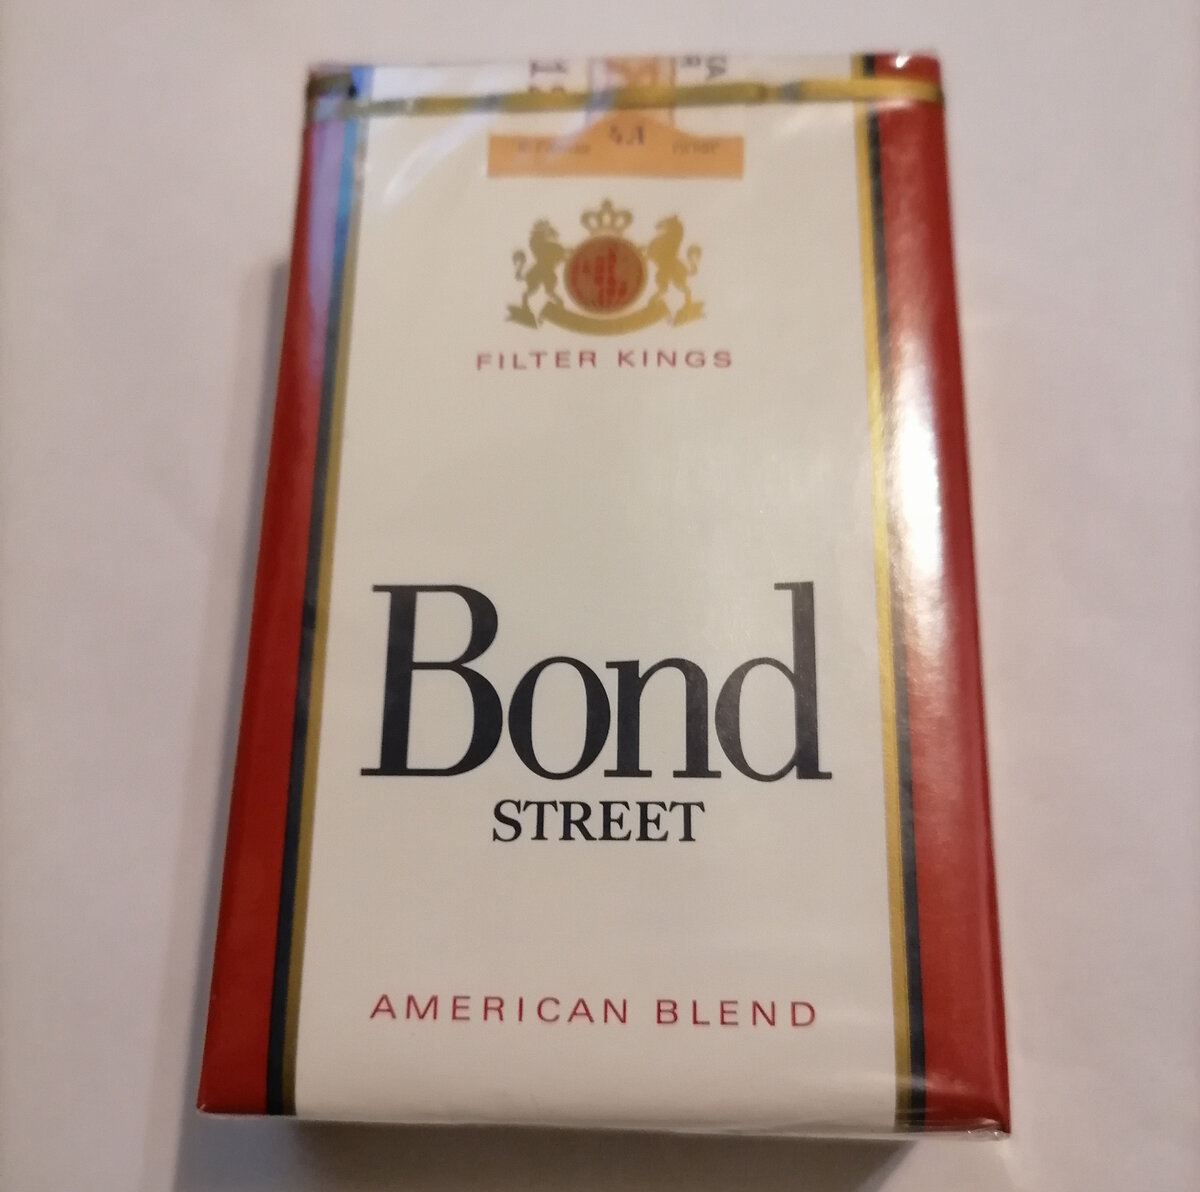 FILTER KINGS
Bond
STREET
AMERICAN BLEND